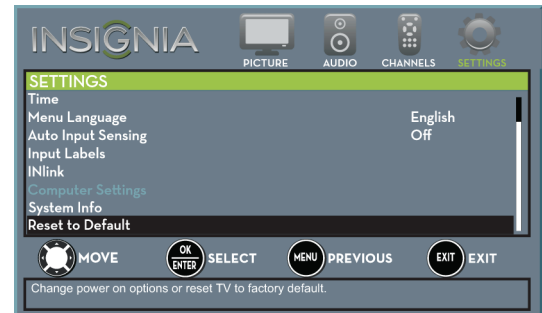 INSIGNIA
PICTURE AUDIO CHANNELS SETTINGS
SETTINGS
Time
Menu Language English
Auto Input Sensing Off
Input Labels
INlink
Computer Settings
System Info
Reset to Default
MOVE OK ENTER SELECT MENU PREVIOUS EXIT EXIT
Change power on options or reset TV to factory default.